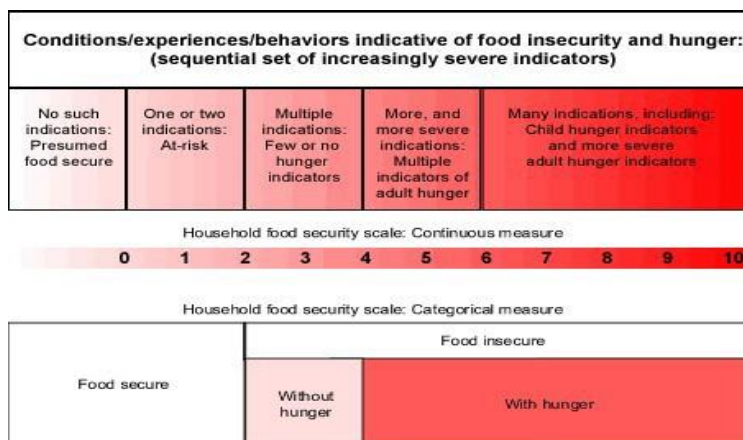 Conditions/experiences/behaviors indicative of food insecurity and hunger:
(sequential set of increasingly severe indicators)
No such
indications:
Presumed
food secure
One or two
indications:
At-risk
Multiple
indications:
Few or no
hunger
indicators
More, and
more severe
indications:
Multiple
indicators of
adult hunger
Many indications, including:
Child hunger indicators
and more severe
adult hunger indicators
Household food security scale: Continuous measure
0 1 2 3 4 5 6 7 8 9 10
Household food security scale: Categorical measure
Food secure
Food insecure
Without
hunger
With hunger